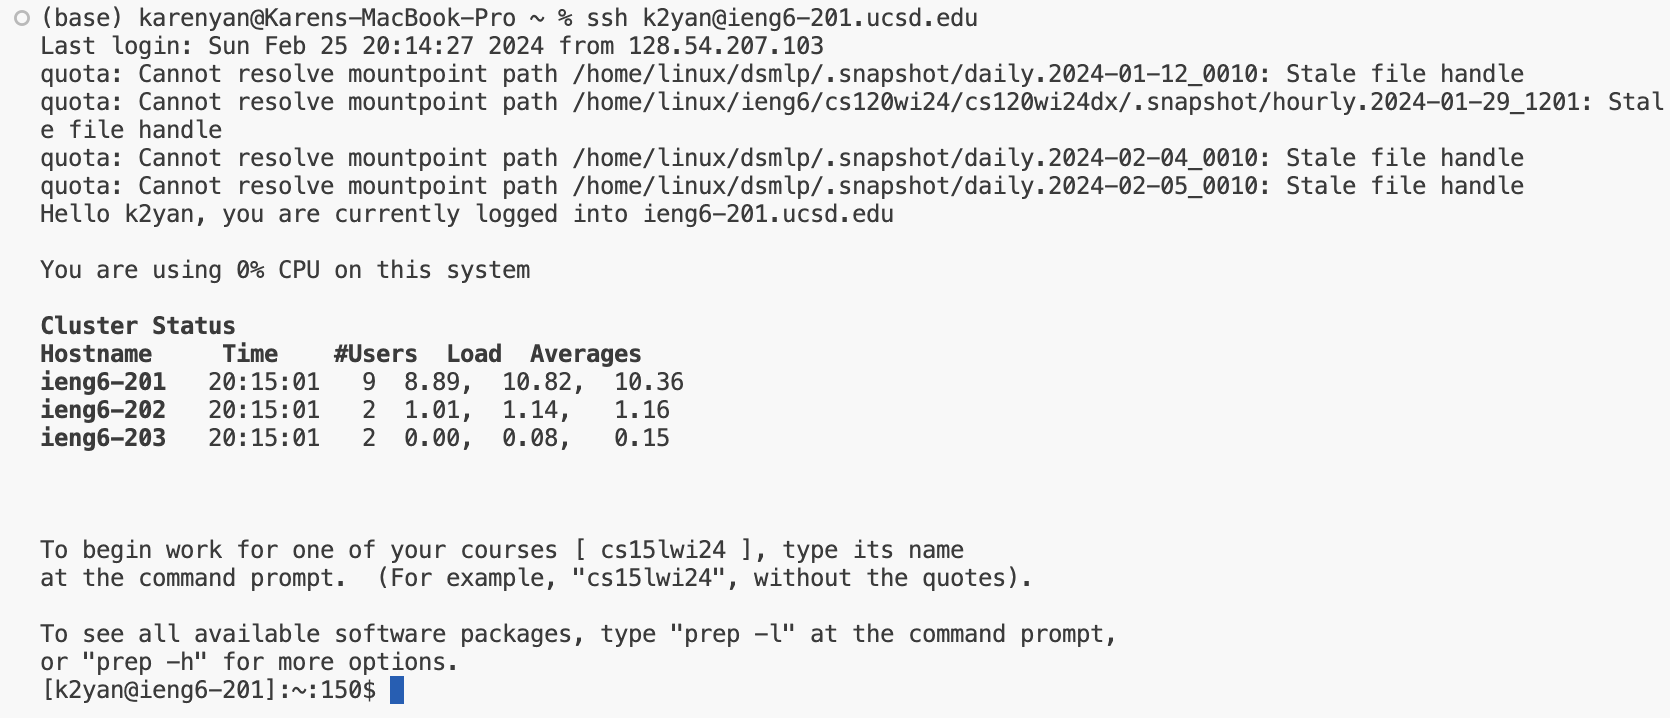 (base) karenyan@Karens-MacBook-Pro ~ % ssh k2yan@ieng6-201.ucsd.edu
Last login: Sun Feb 25 20:14:27 2024 from 128.54.207.103
quota: Cannot resolve mountpoint path /home/linux/dsmlp/.snapshot/daily.2024-01-12_0010: Stale file handle
quota: Cannot resolve mountpoint path /home/linux/ieng6/cs120wi24/cs120wi24dx/.snapshot/hourly.2024-01-29_1201: Stal
e file handle
quota: Cannot resolve mountpoint path /home/linux/dsmlp/.snapshot/daily.2024-02-04_0010: Stale file handle
quota: Cannot resolve mountpoint path /home/linux/dsmlp/.snapshot/daily.2024-02-05_0010: Stale file handle
Hello k2yan, you are currently logged into ieng6-201.ucsd.edu
You are using 0% CPU on this system
Cluster Status
Hostname     Time    #Users  Load  Averages
ieng6-201   20:15:01   9  8.89,  10.82,  10.36
ieng6-202   20:15:01   2  1.01,  1.14,   1.16
ieng6-203   20:15:01   2  0.00,  0.08,   0.15
To begin work for one of your courses [ cs15lwi24 ], type its name
at the command prompt.  (For example, "cs15lwi24", without the quotes).
To see all available software packages, type "prep -l" at the command prompt,
or "prep -h" for more options.
[k2yan@ieng6-201]:~:150$